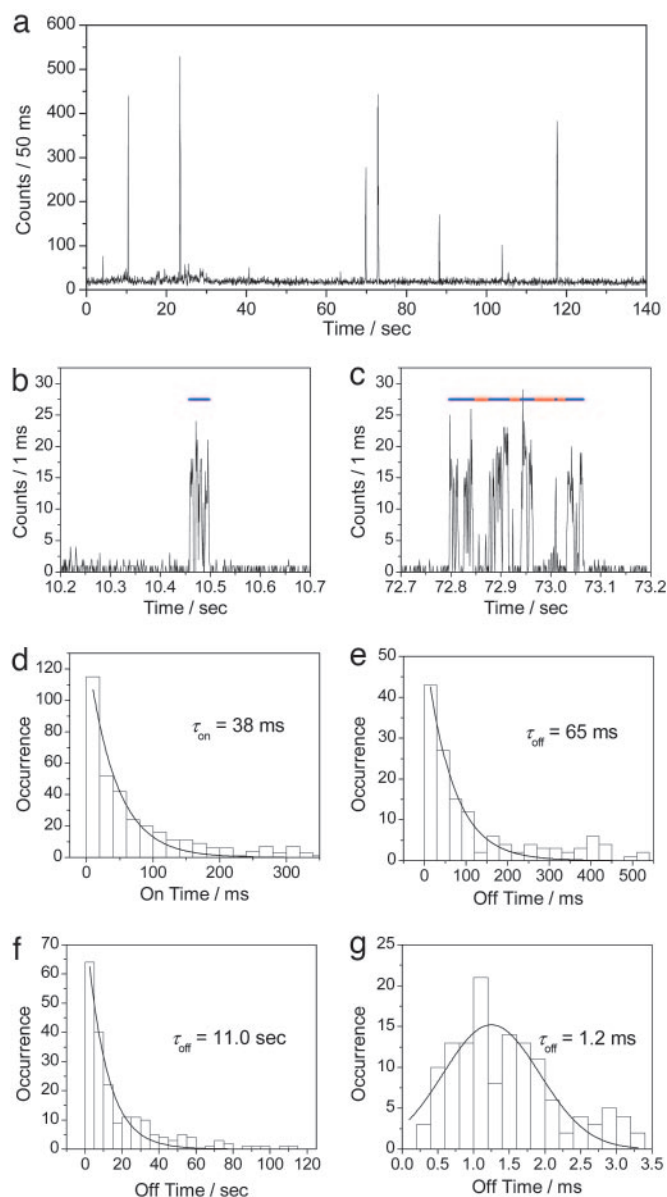 a
600
500
400
300
200
100
0
Counts / 50 ms
0 20 40 60 80 100 120 140
Time / sec
b
30
25
20
15
10
5
0
Counts / 1 ms
10.2 10.3 10.4 10.5 10.6 10.7
Time / sec
c
30
25
20
15
10
5
0
Counts / 1 ms
72.7 72.8 72.9 73.0 73.1 73.2
Time / sec
d
120
100
80
60
40
20
0
Occurrence
τon = 38 ms
0 100 200 300
On Time / ms
e
50
40
30
20
10
0
Occurrence
τoff = 65 ms
0 100 200 300 400 500
Off Time / ms
f
70
60
50
40
30
20
10
0
Occurrence
τoff = 11.0 sec
0 20 40 60 80 100 120
Off Time / sec
g
25
20
15
10
5
0
Occurrence
τoff = 1.2 ms
0.0 0.5 1.0 1.5 2.0 2.5 3.0 3.5
Off Time / ms